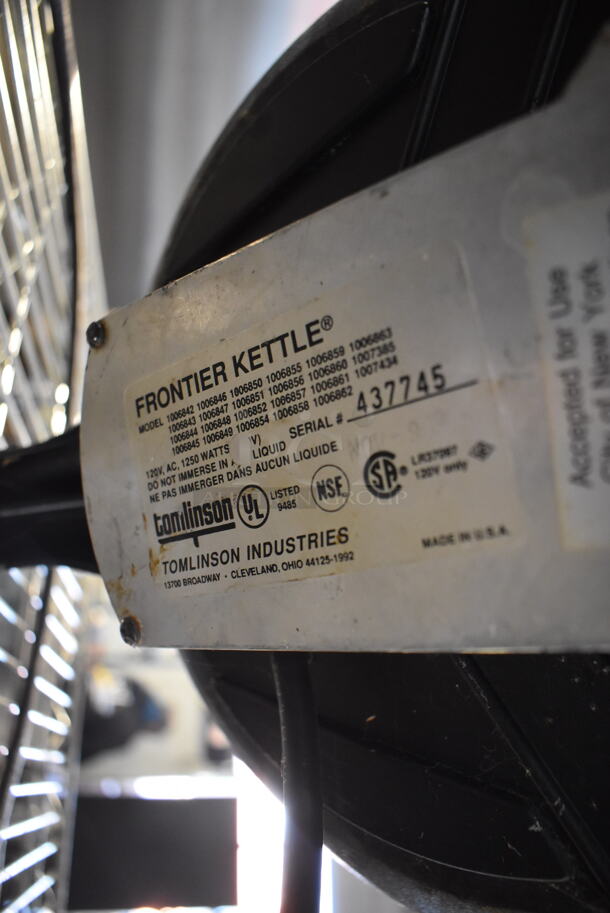 FRONTIER KETTLE®
MODEL 1006842 1006846 1006850 1006855 1006859 1006863
1006843 1006847 1006851 1006856 1006860 1007385
1006844 1006848 1006852 1006857 1006861 1007434
1006845 1006849 1006854 1006858 1006862
120V, AC, 1250 WATTS V) SERIAL # 437745
DO NOT IMMERSE IN LIQUID
NE PAS IMMERGER DANS AUCUN LIQUIDE
tomlinson UL LISTED 9485 NSF SA LR37097 120V only
TOMLINSON INDUSTRIES
13700 BROADWAY · CLEVELAND, OHIO 44125-1992
MADE IN U.S.A.
Accepted for Use
City of New York